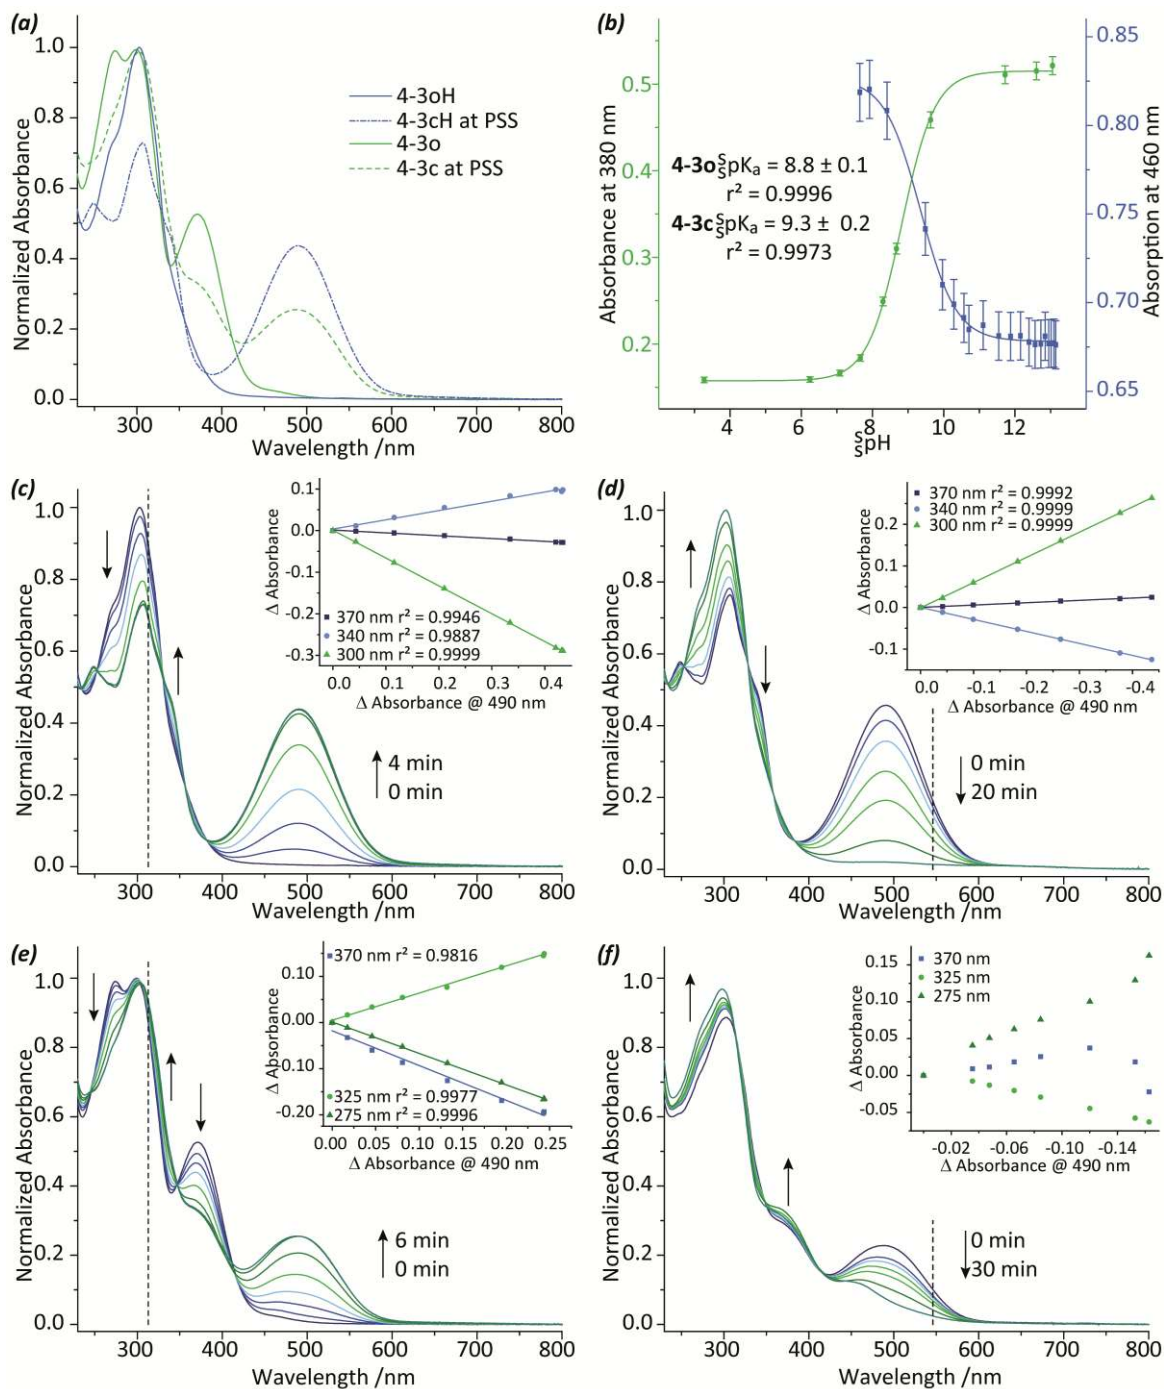 (a)
1.0
0.8
0.6
0.4
0.2
0.0
Normalized Absorbance
4-3oH
4-3cH at PSS
4-3o
4-3c at PSS
300 400 500 600 700 800
Wavelength /nm
(b)
0.5
0.4
0.3
0.2
Absorbance at 380 nm
4-3o s s pKa = 8.8 ± 0.1
r² = 0.9996
4-3c s s pKa = 9.3 ± 0.2
r² = 0.9973
0.85
0.80
0.75
0.70
0.65
Absorption at 460 nm
4 6 8 10 12
s s pH
(c)
1.0
0.8
0.6
0.4
0.2
0.0
Normalized Absorbance
0.1
0.0
-0.1
-0.2
-0.3
Δ Absorbance
370 nm r² = 0.9946
340 nm r² = 0.9887
300 nm r² = 0.9999
0.0 0.1 0.2 0.3 0.4
Δ Absorbance @ 490 nm
4 min
0 min
300 400 500 600 700 800
Wavelength /nm
(d)
1.0
0.8
0.6
0.4
0.2
0.0
Normalized Absorbance
370 nm r² = 0.9992
340 nm r² = 0.9999
300 nm r² = 0.9999
0.2
0.1
0.0
-0.1
Δ Absorbance
0.0 -0.1 -0.2 -0.3 -0.4
Δ Absorbance @ 490 nm
0 min
20 min
300 400 500 600 700 800
Wavelength /nm
(e)
1.0
0.8
0.6
0.4
0.2
0.0
Normalized Absorbance
370 nm r² = 0.9816
0.10
0.00
-0.10
-0.20
Δ Absorbance
325 nm r² = 0.9977
275 nm r² = 0.9996
0.00 0.05 0.10 0.15 0.20 0.25
Δ Absorbance @ 490 nm
6 min
0 min
300 400 500 600 700 800
Wavelength /nm
(f)
1.0
0.8
0.6
0.4
0.2
0.0
Normalized Absorbance
370 nm
325 nm
275 nm
0.15
0.10
0.05
0.00
-0.05
Δ Absorbance
-0.02 -0.06 -0.10 -0.14
Δ Absorbance @ 490 nm
0 min
30 min
300 400 500 600 700 800
Wavelength /nm